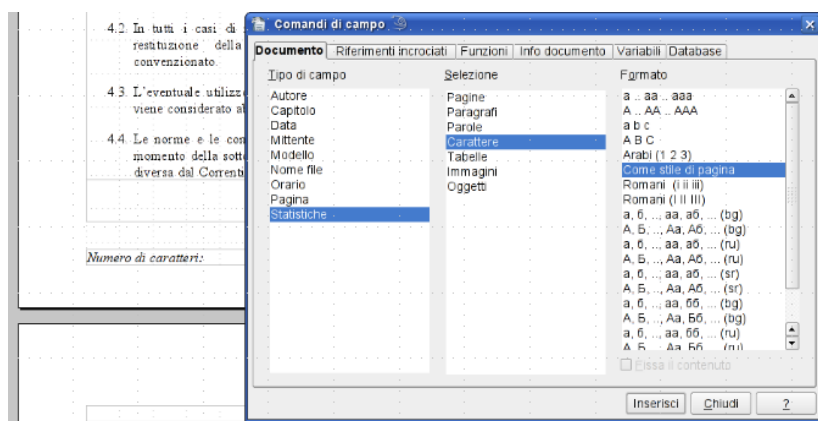 4.2. In tutti i casi di
restituzione della
convenzionato.
4.3. L'eventuale utilizz
viene considerato al
4.4. Le norme e le con
momento della sotto
diversa dal Correnti
Numero di caratteri:
Comandi di campo
Documento Riferimenti incrociati Funzioni Info documento Variabili Database
Tipo di campo
Autore
Capitolo
Data
Mittente
Modello
Nome file
Orario
Pagina
Statistiche
Selezione
Pagine
Paragrafi
Parole
Carattere
Tabelle
Immagini
Oggetti
Formato
a .. aa .. aaa
A .. AA .. AAA
a b c
A B C
Arabi (1 2 3)
Come stile di pagina
Romani (i ii iii)
Romani (I II III)
а, б, .., аа, аб, ... (bg)
А, Б, .., Аа, Аб, ... (bg)
а, б, .., аа, аб, ... (ru)
А, Б, .., Аа, Аб, ... (ru)
а, б, .., аа, аб, ... (sr)
А, Б, .., Аа, Аб, ... (sr)
а, б, .., аа, бб, ... (bg)
А, Б, .., Аа, Бб, ... (bg)
а, б, .., аа, бб, ... (ru)
А, Б, .., Аа, Бб, ... (ru)
Fissa il contenuto
Inserisci Chiudi ?